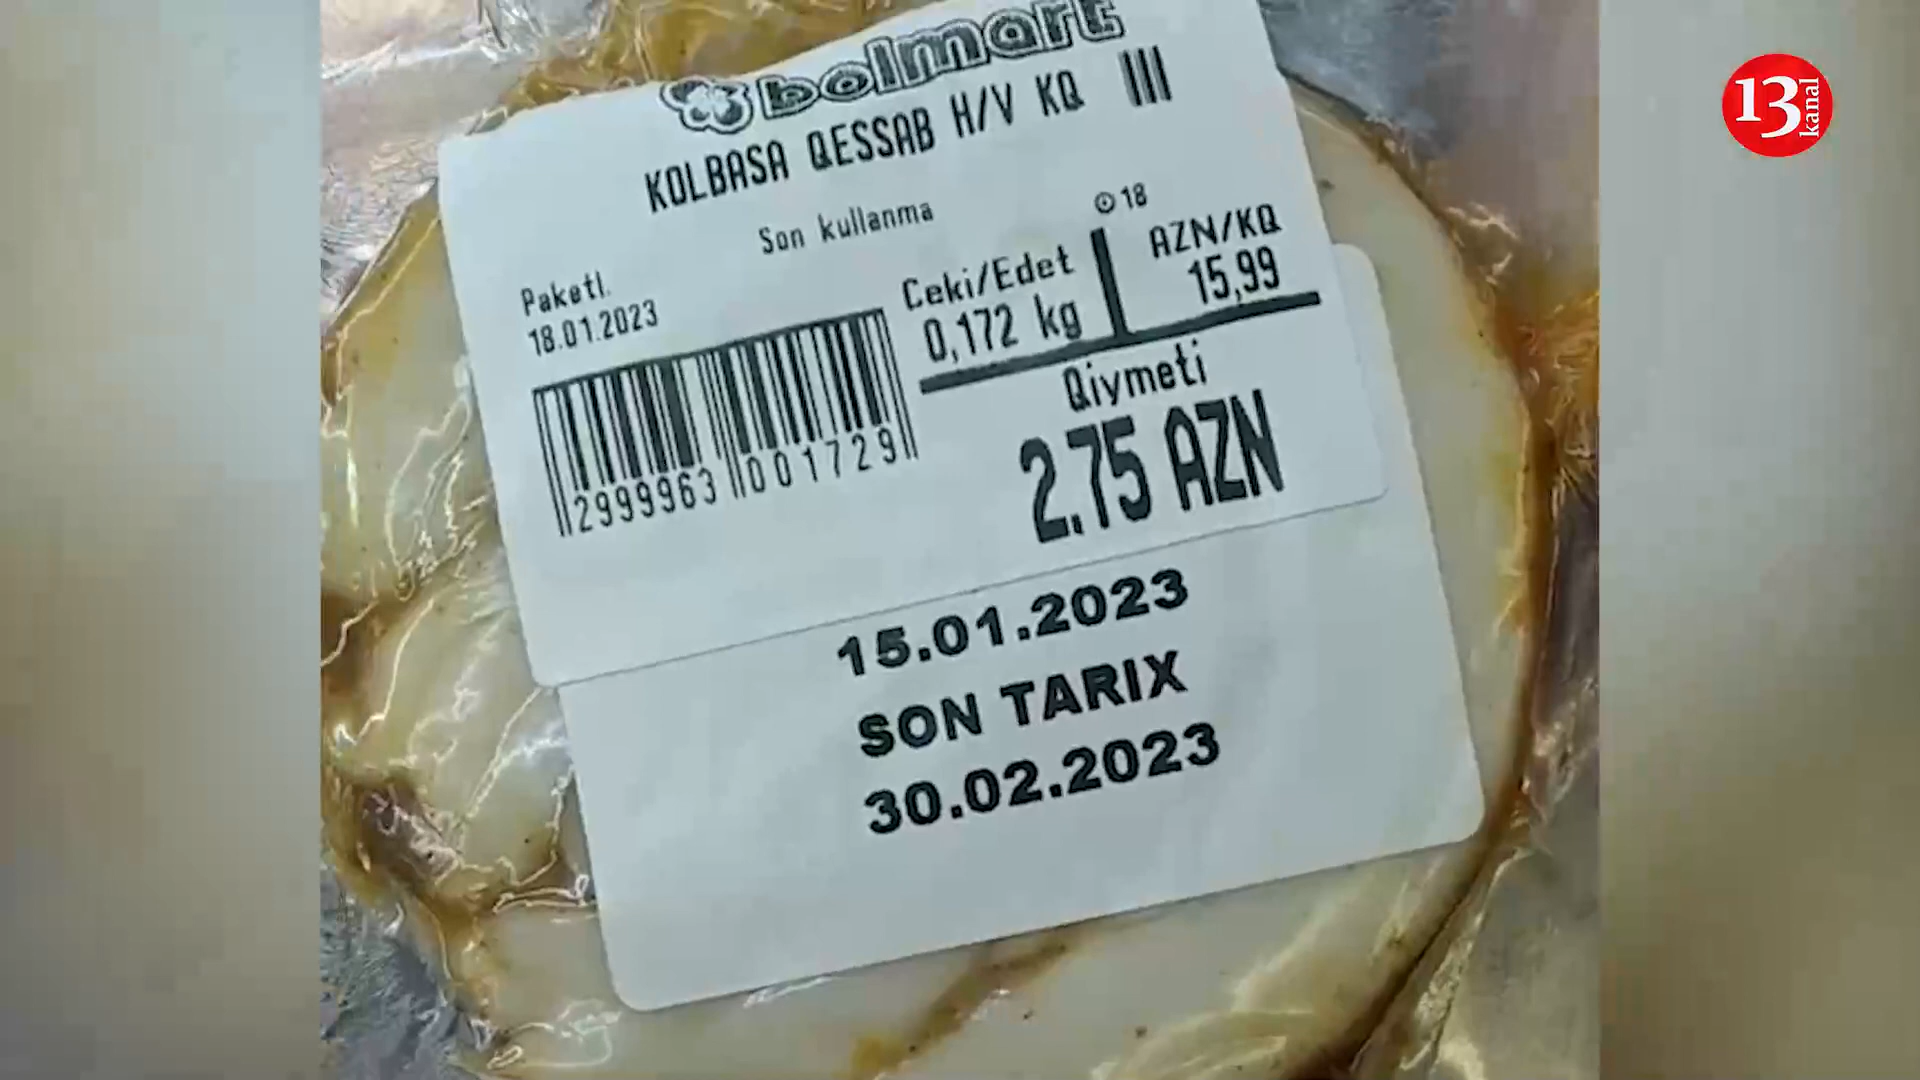 13 kanal
bolmart
KOLBASA QESSAB H/V KQ
Son kullanma
18
Paketl.
18.01.2023
Ceki/Edet
0,172 kg
AZN/KQ
15,99
Qiymeti
2.75 AZN
2999963 001729
15.01.2023
SON TARIX
30.02.2023